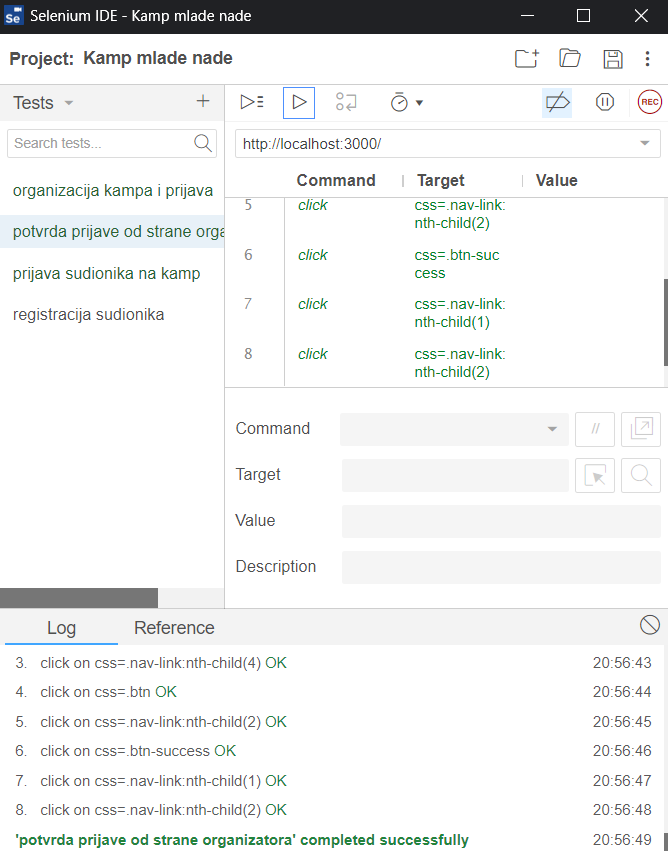 Se Selenium IDE - Kamp mlade nade
Project: Kamp mlade nade
Tests
REC
Search tests...
http://localhost:3000/
Command Target Value
organizacija kampa i prijava
potvrda prijave od strane orga
prijava sudionika na kamp
registracija sudionika
5 click css=.nav-link:
nth-child(2)
6 click css=.btn-suc
cess
7 click css=.nav-link:
nth-child(1)
8 click css=.nav-link:
nth-child(2)
Command //
Target
Value
Description
Log Reference
3. click on css=.nav-link:nth-child(4) OK 20:56:43
4. click on css=.btn OK 20:56:44
5. click on css=.nav-link:nth-child(2) OK 20:56:45
6. click on css=.btn-success OK 20:56:46
7. click on css=.nav-link:nth-child(1) OK 20:56:47
8. click on css=.nav-link:nth-child(2) OK 20:56:48
'potvrda prijave od strane organizatora' completed successfully 20:56:49